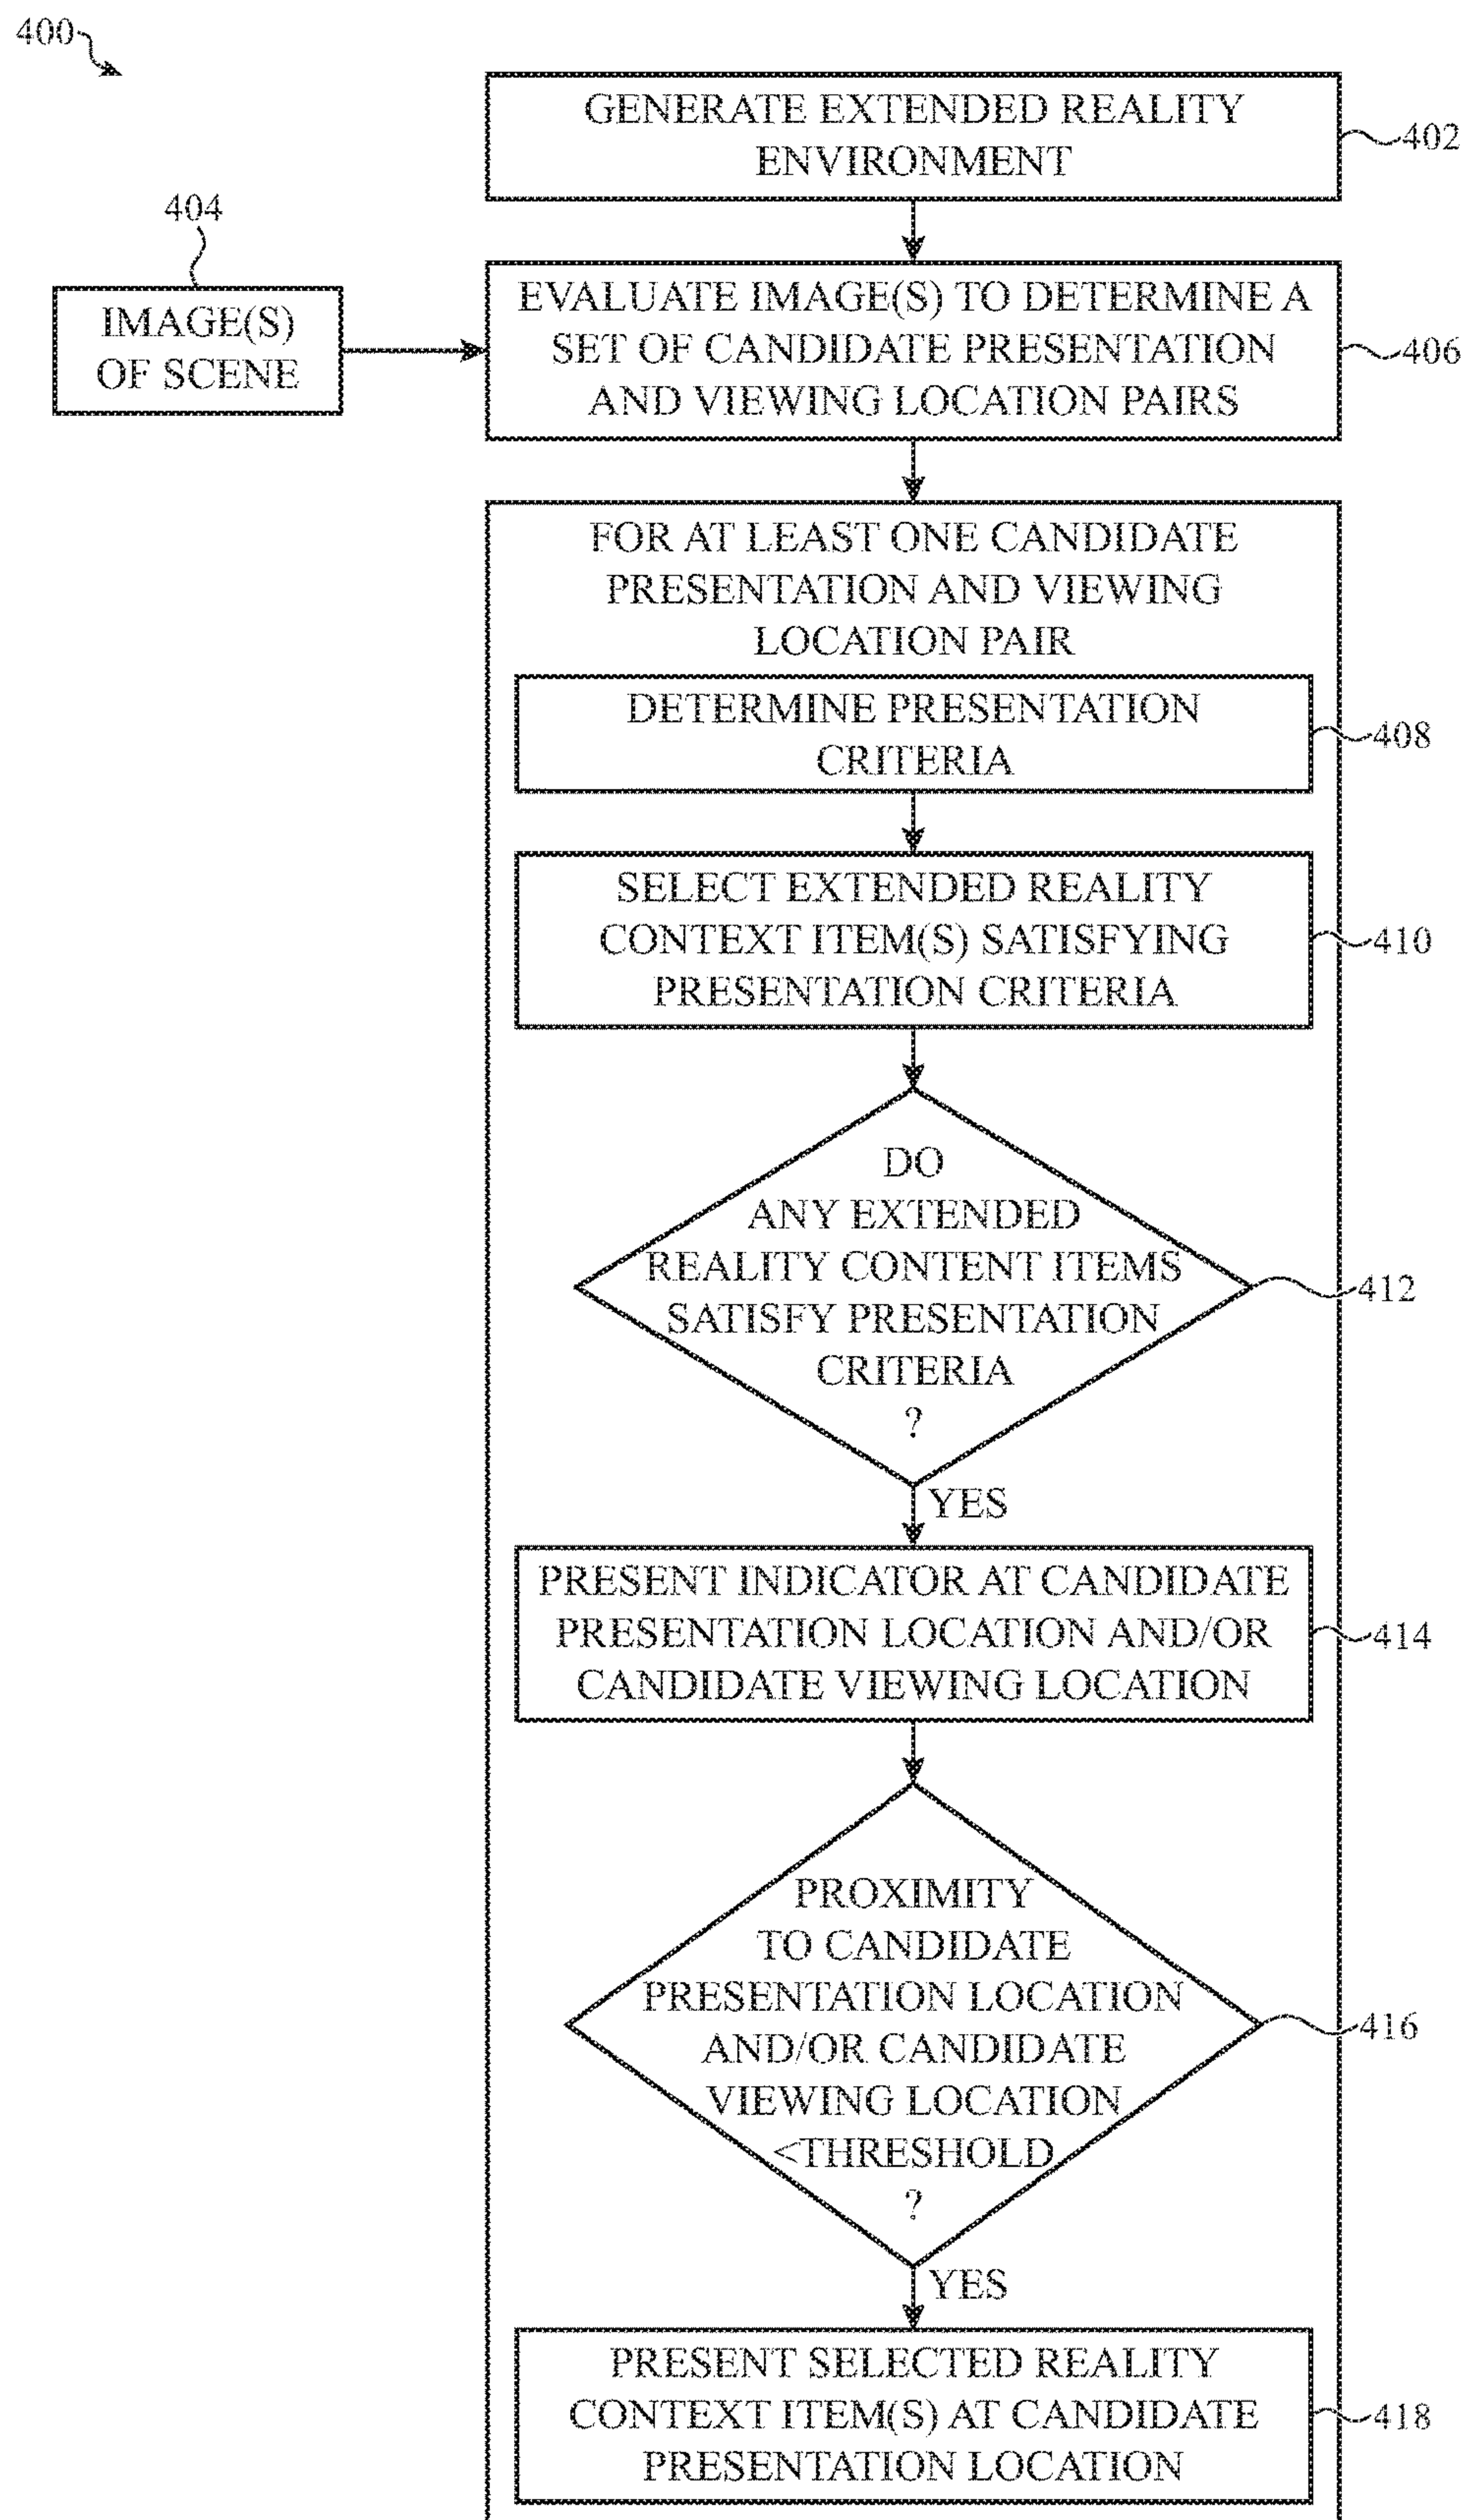 400
GENERATE EXTENDED REALITY
ENVIRONMENT
402
404
IMAGE(S)
OF SCENE
EVALUATE IMAGE(S) TO DETERMINE A
SET OF CANDIDATE PRESENTATION
AND VIEWING LOCATION PAIRS
406
FOR AT LEAST ONE CANDIDATE
PRESENTATION AND VIEWING
LOCATION PAIR
DETERMINE PRESENTATION
CRITERIA
408
SELECT EXTENDED REALITY
CONTEXT ITEM(S) SATISFYING
PRESENTATION CRITERIA
410
DO
ANY EXTENDED
REALITY CONTENT ITEMS
SATISFY PRESENTATION
CRITERIA
?
412
YES
PRESENT INDICATOR AT CANDIDATE
PRESENTATION LOCATION AND/OR
CANDIDATE VIEWING LOCATION
414
PROXIMITY
TO CANDIDATE
PRESENTATION LOCATION
AND/OR CANDIDATE
VIEWING LOCATION
<THRESHOLD
?
416
YES
PRESENT SELECTED REALITY
CONTEXT ITEM(S) AT CANDIDATE
PRESENTATION LOCATION
418